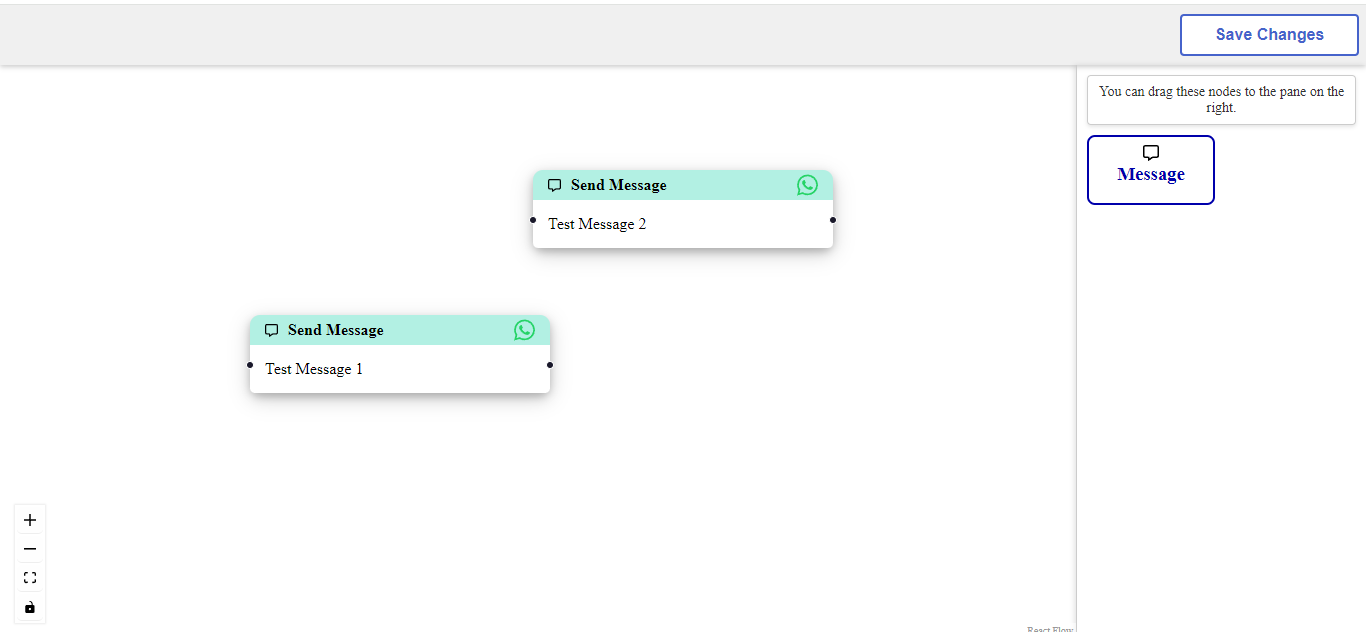 Save Changes
You can drag these nodes to the pane on the
right.
Message
Send Message
Test Message 2
Send Message
Test Message 1
React Flow